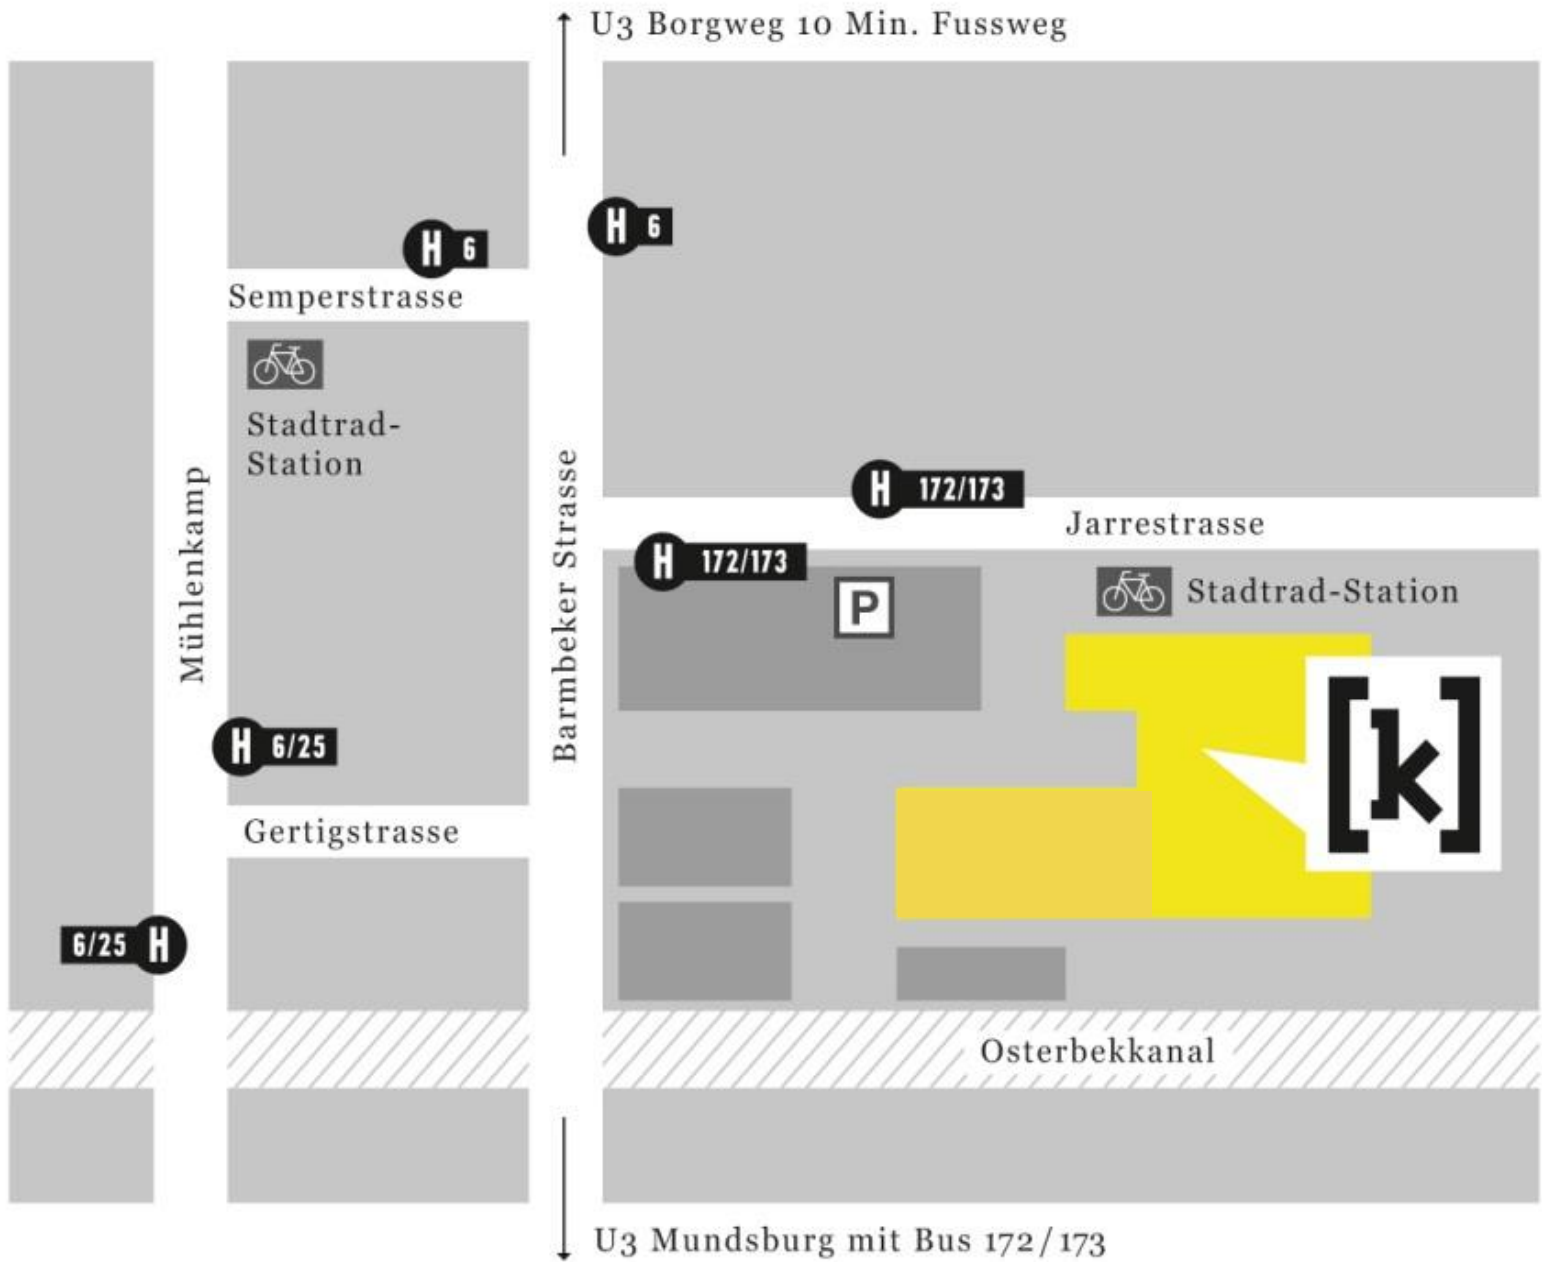 U3 Borgweg 10 Min. Fussweg
H 6
H 6
Semperstrasse
Stadtrad-
Station
Mühlenkamp
Barmbeker Strasse
H 172/173
Jarrestrasse
H 172/173
P
Stadtrad-Station
[k]
H 6/25
Gertigstrasse
6/25 H
Osterbekkanal
U3 Mundsburg mit Bus 172/173